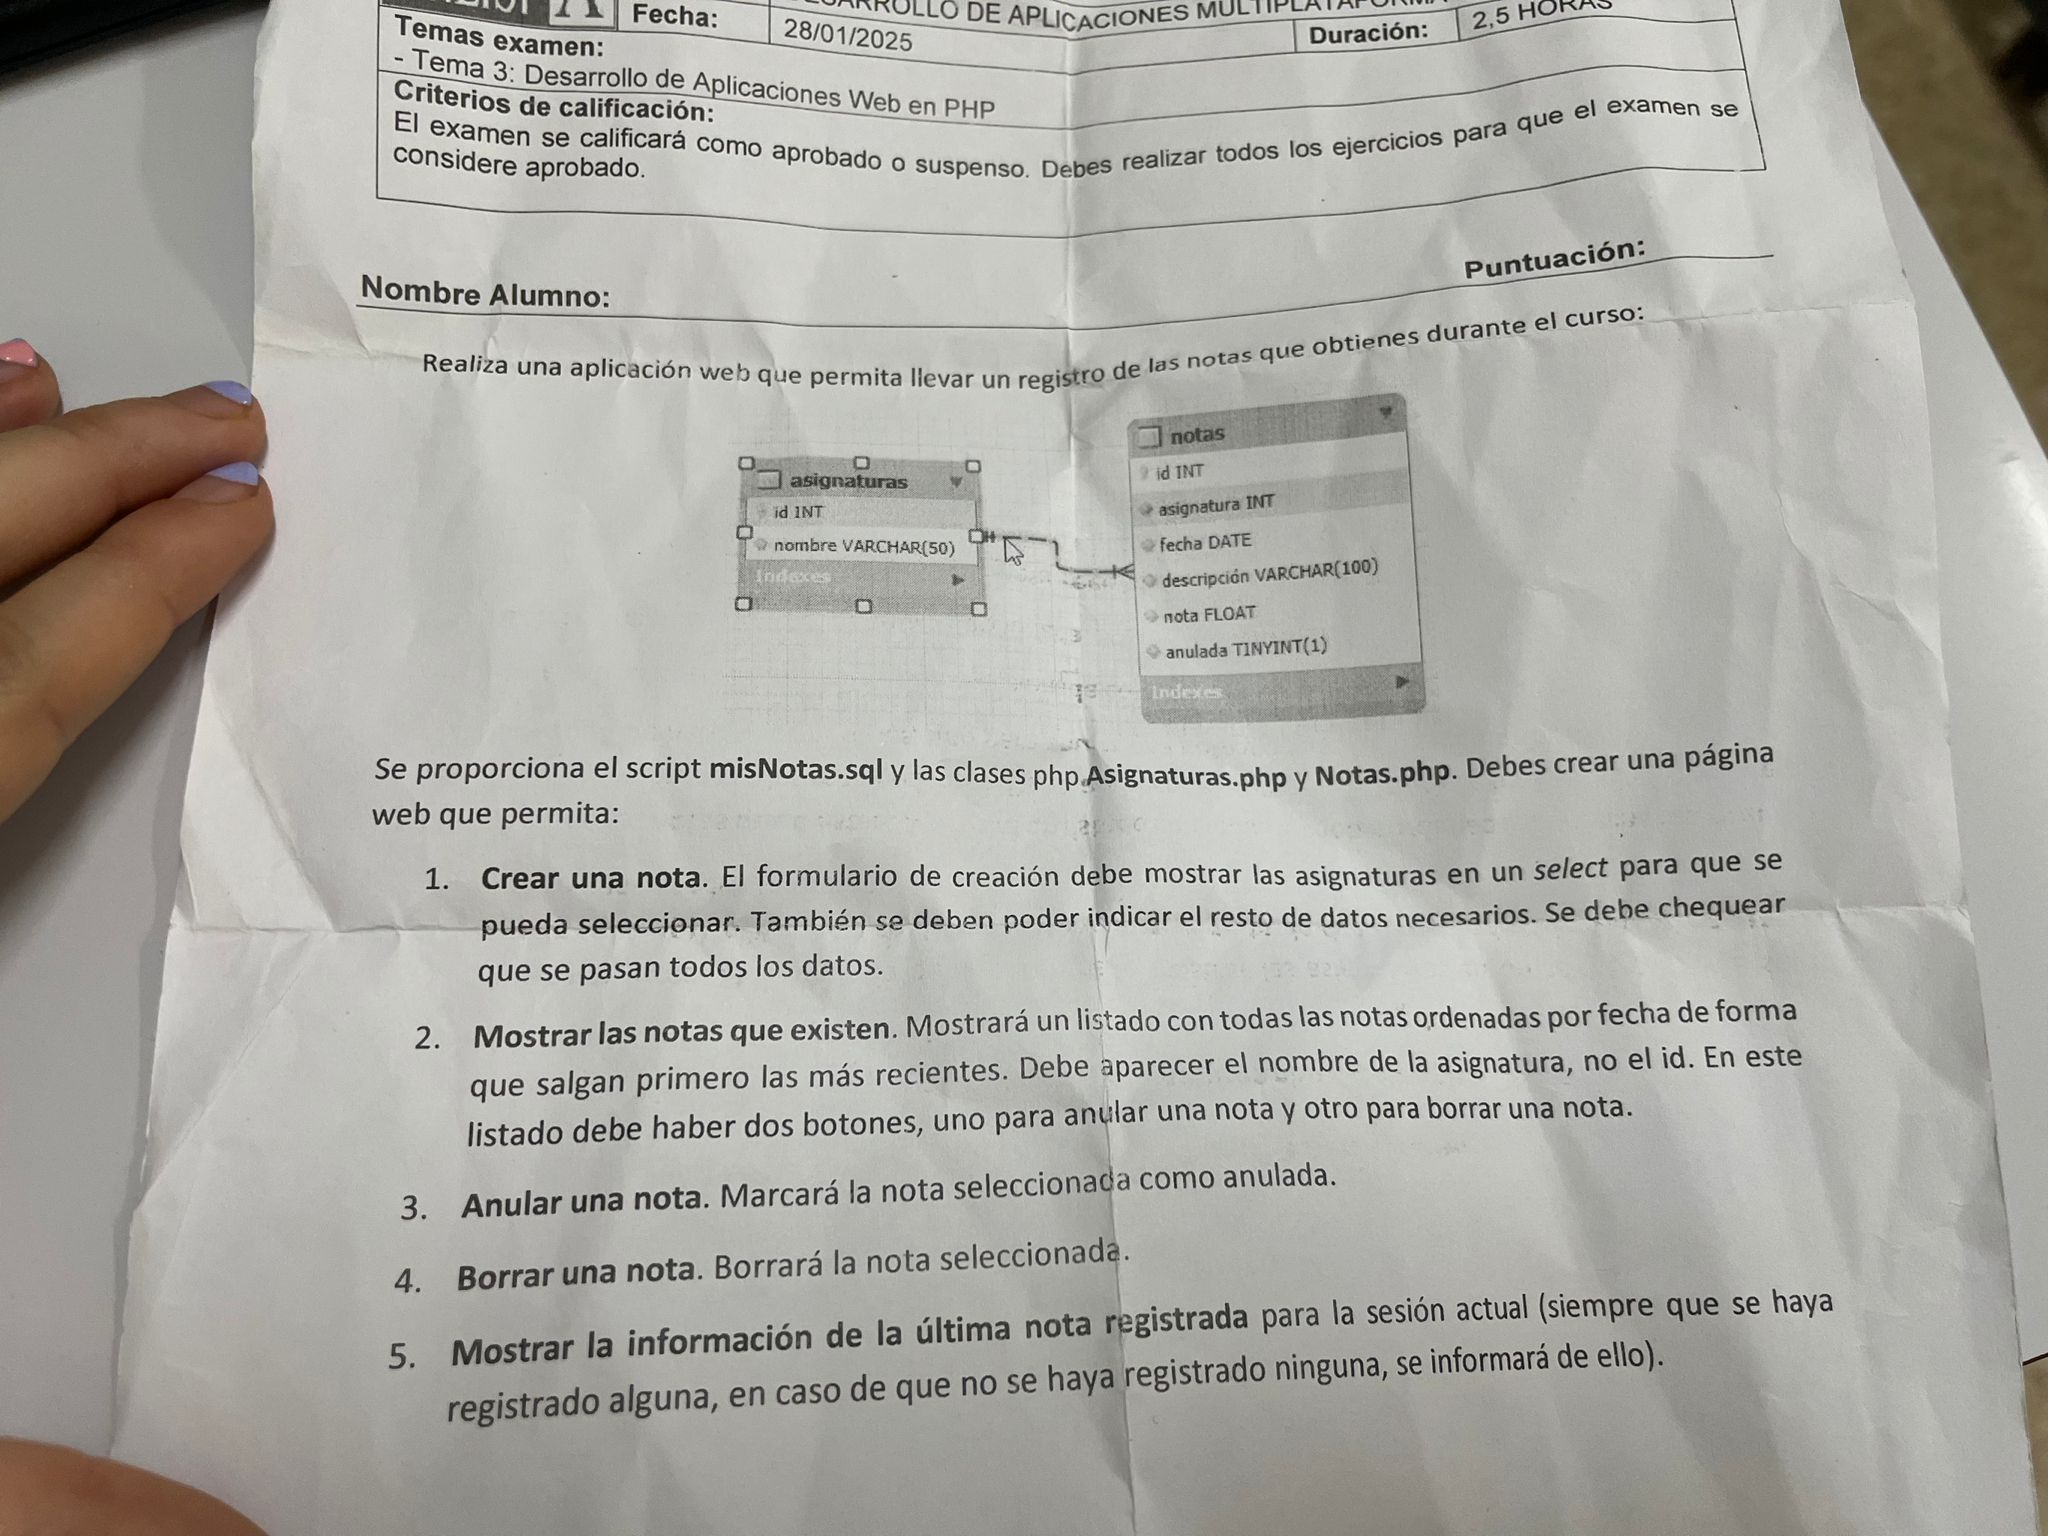 Fecha:
DE APLICACIONES
28/01/2025
Duración:
2,5 HORAS
Temas examen:
- Tema 3: Desarrollo de Aplicaciones Web en PHP
Criterios de calificación:
El examen se calificará como aprobado o suspenso. Debes realizar todos los ejercicios para que el examen se
considere aprobado.
Puntuación:
Nombre Alumno:
Realiza una aplicación web que permita llevar un registro de las notas que obtienes durante el curso:
asignaturas
id INT
nombre VARCHAR(50)
Indexes
notas
id INT
asignatura INT
fecha DATE
descripción VARCHAR(100)
nota FLOAT
anulada TINYINT(1)
Indexes
Se proporciona el script misNotas.sql y las clases php Asignaturas.php y Notas.php. Debes crear una página
web que permita:
1. Crear una nota. El formulario de creación debe mostrar las asignaturas en un select para que se
pueda seleccionar. También se deben poder indicar el resto de datos necesarios. Se debe chequear
que se pasan todos los datos.
2. Mostrar las notas que existen. Mostrará un listado con todas las notas ordenadas por fecha de forma
que salgan primero las más recientes. Debe aparecer el nombre de la asignatura, no el id. En este
listado debe haber dos botones, uno para anular una nota y otro para borrar una nota.
3. Anular una nota. Marcará la nota seleccionada como anulada.
4. Borrar una nota. Borrará la nota seleccionada.
5. Mostrar la información de la última nota registrada para la sesión actual (siempre que se haya
registrado alguna, en caso de que no se haya registrado ninguna, se informará de ello).